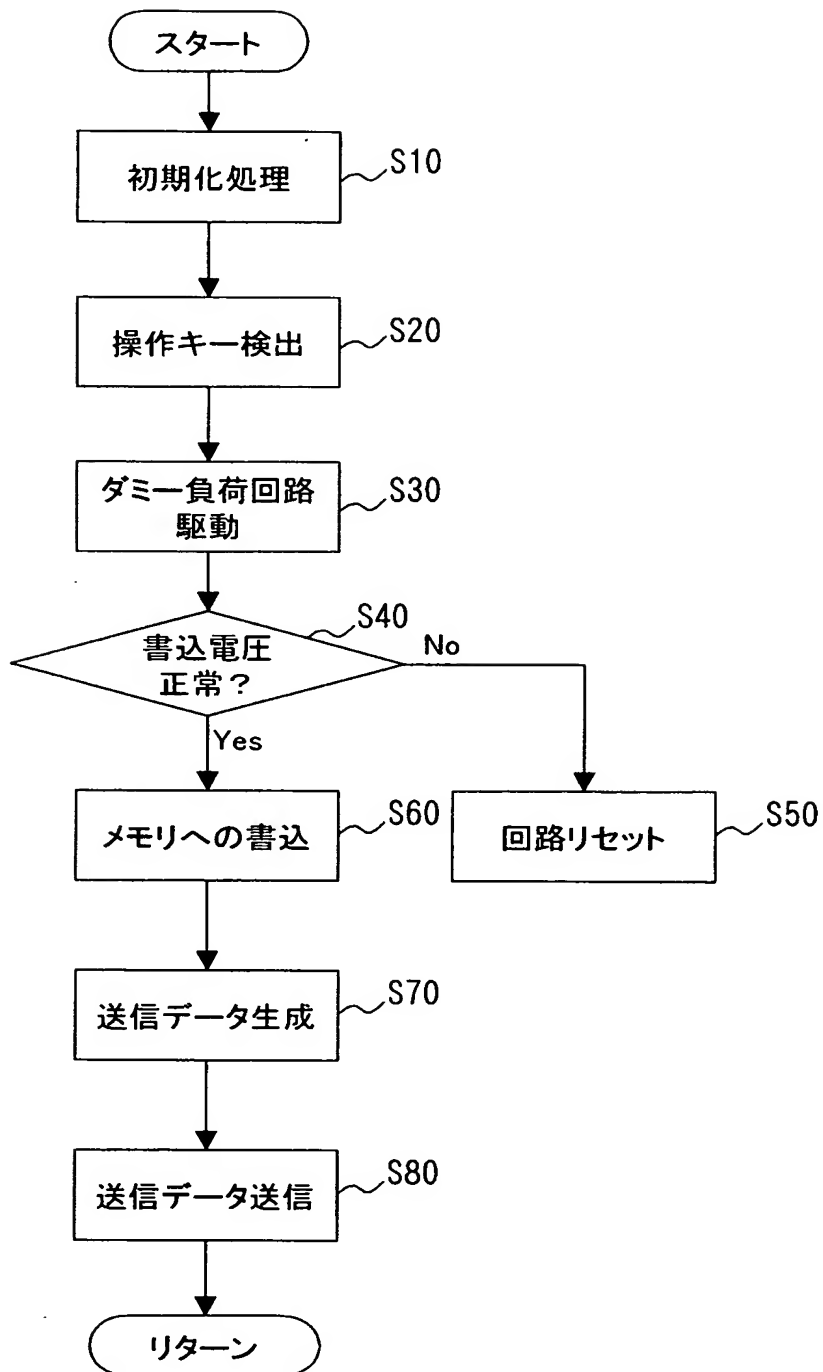 スタート
初期化処理
S10
操作キー検出
S20
ダミー負荷回路
駆動
S30
S40
書込電圧
正常？
No
Yes
メモリへの書込
S60
回路リセット
S50
送信データ生成
S70
送信データ送信
S80
リターン